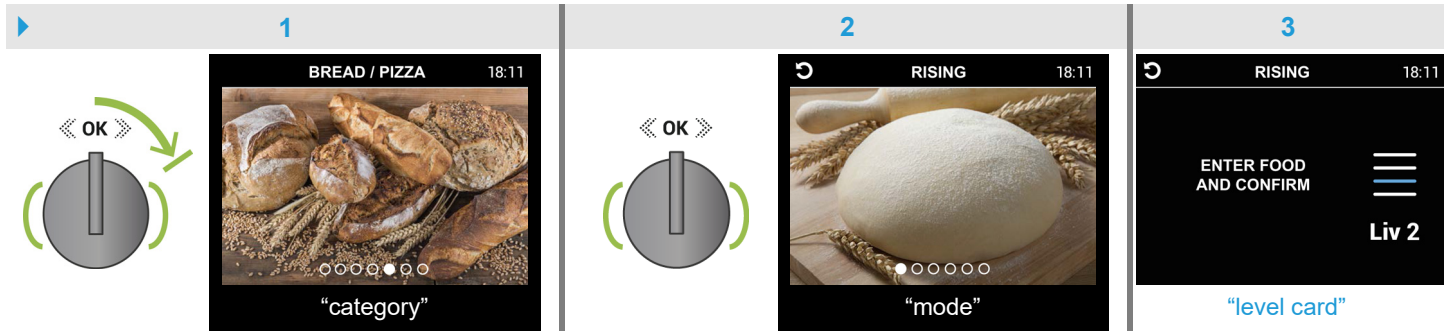 1
2
3
OK
BREAD / PIZZA 18:11
“category”
OK
RISING 18:11
“mode”
RISING 18:11
ENTER FOOD
AND CONFIRM
Liv 2
“level card”